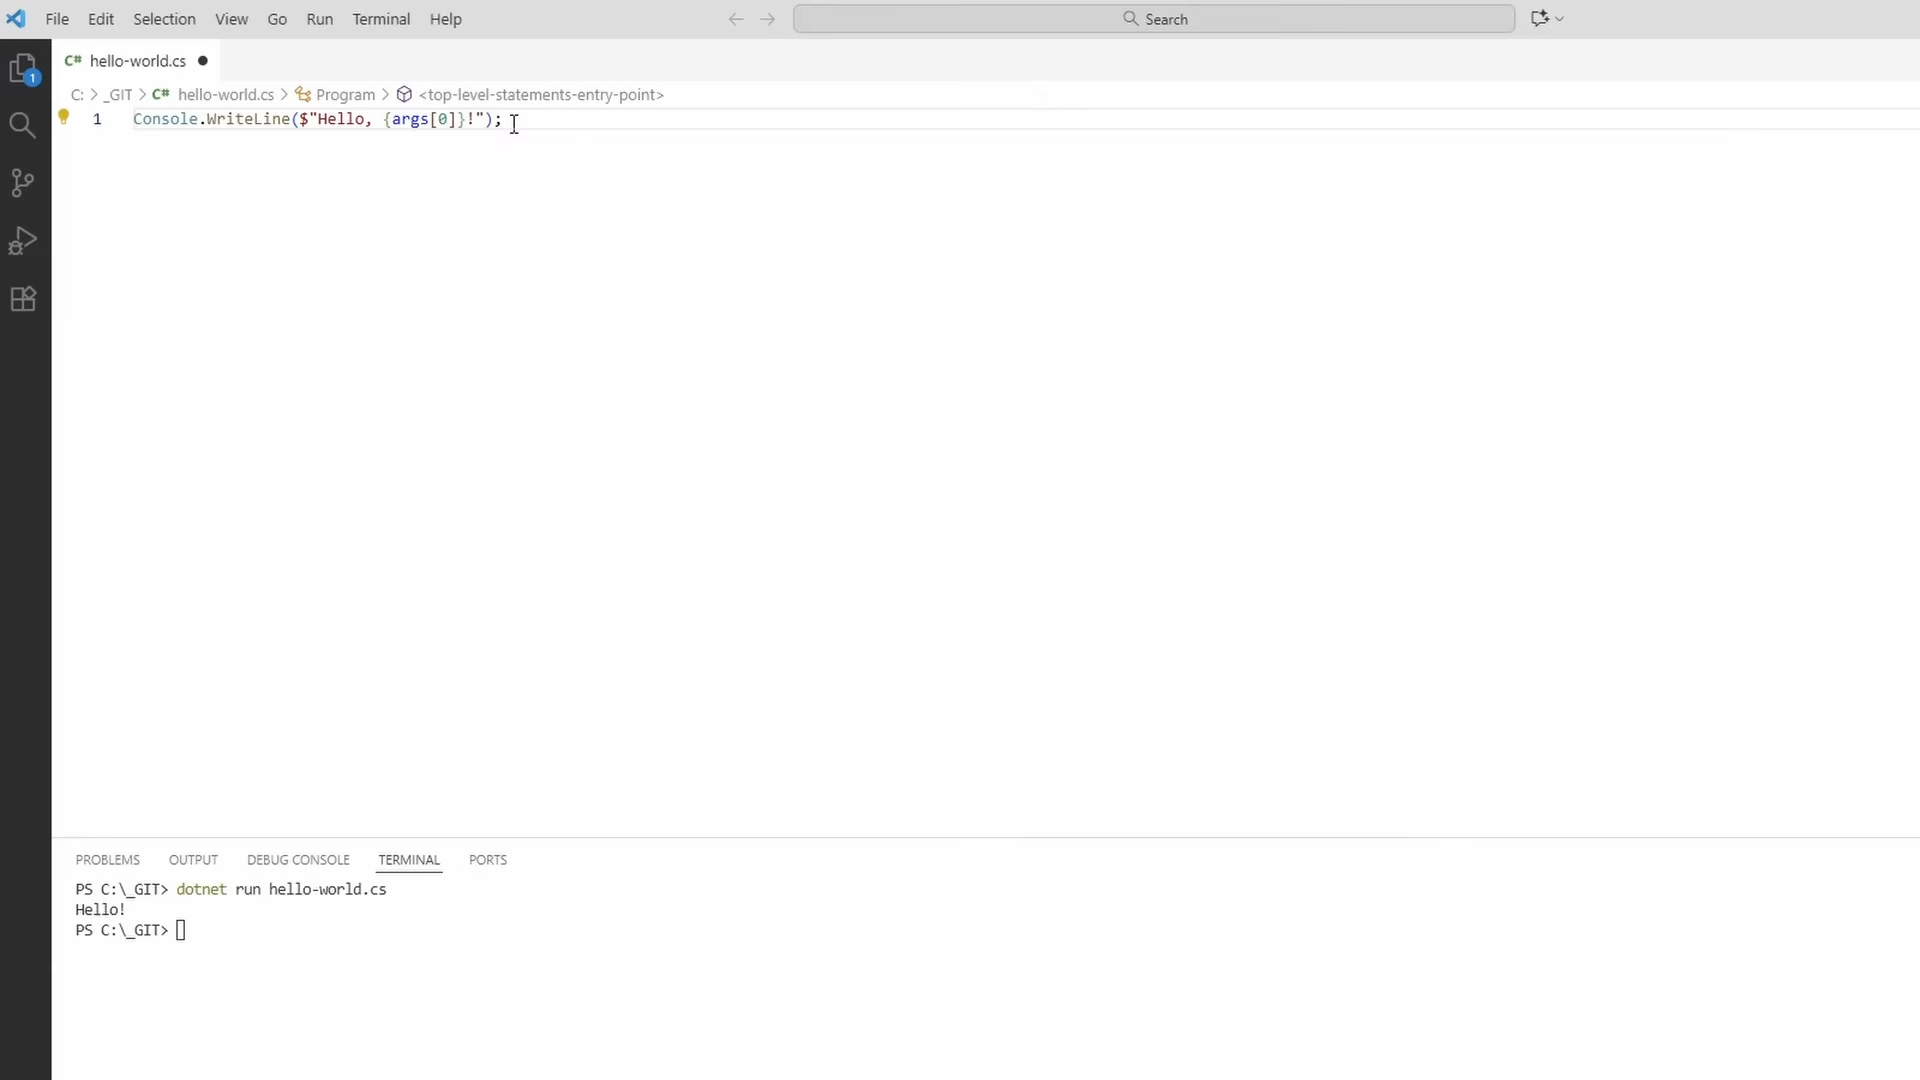 File Edit Selection View Go Run Terminal Help Search
1
C# hello-world.cs
C: > _GIT > C# hello-world.cs > Program > <top-level-statements-entry-point>
1 Console.WriteLine($"Hello, {args[0]}!");
PROBLEMS OUTPUT DEBUG CONSOLE TERMINAL PORTS
PS C:\_GIT> dotnet run hello-world.cs
Hello!
PS C:\_GIT>